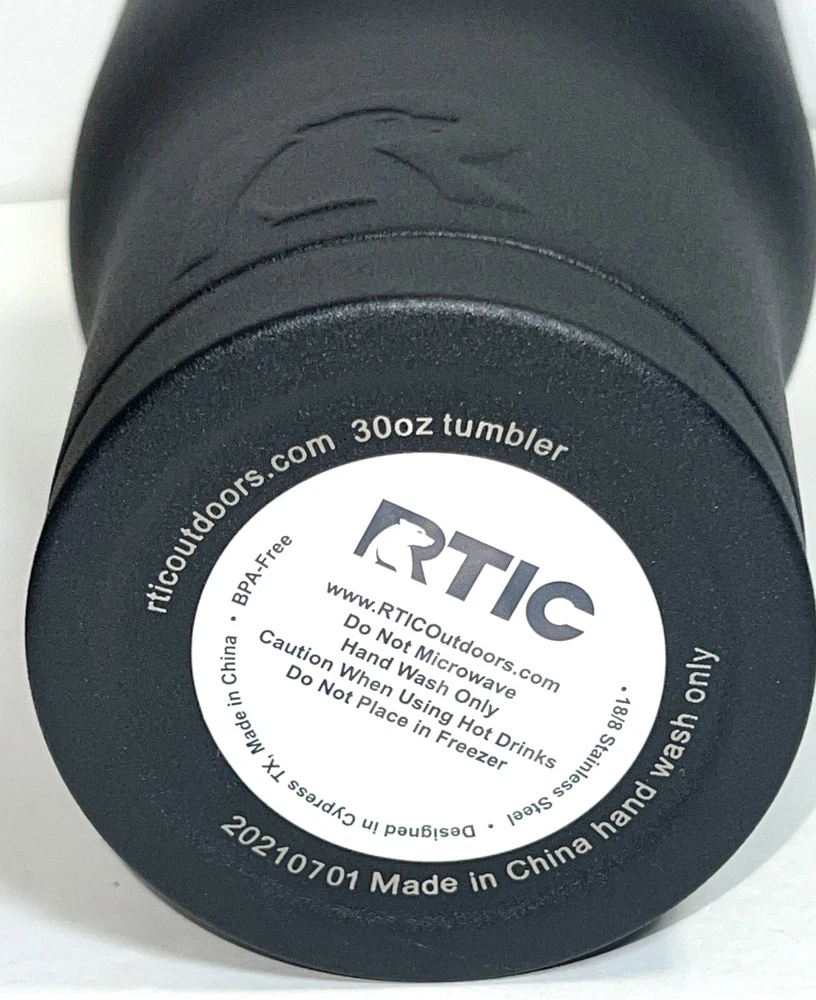 rticoutdoors.com 30oz tumbler
RTIC
www.RTICOutdoors.com
Do Not Microwave
Hand Wash Only
Caution When Using Hot Drinks
Do Not Place in Freezer
• 18/8 Stainless Steel • Designed in Cypress TX, Made in China • BPA-Free
20210701 Made in China hand wash only